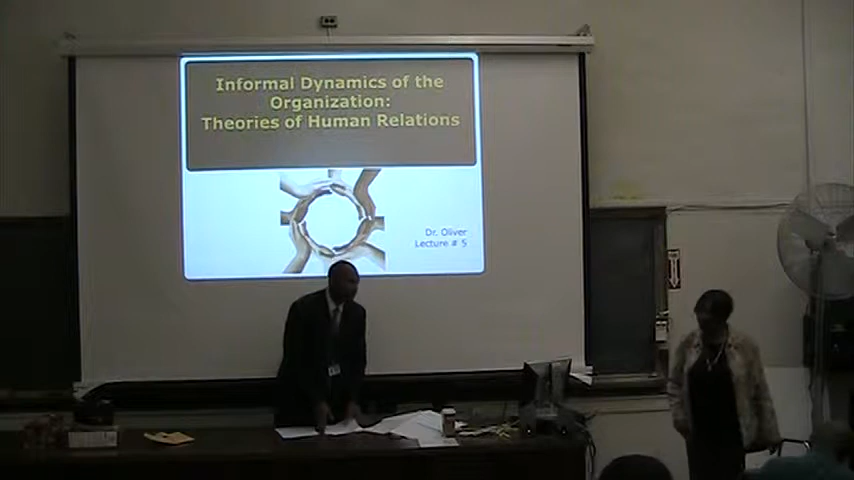 Informal Dynamics of the
Organization:
Theories of Human Relations
Dr. Oliver
Lecture # 5